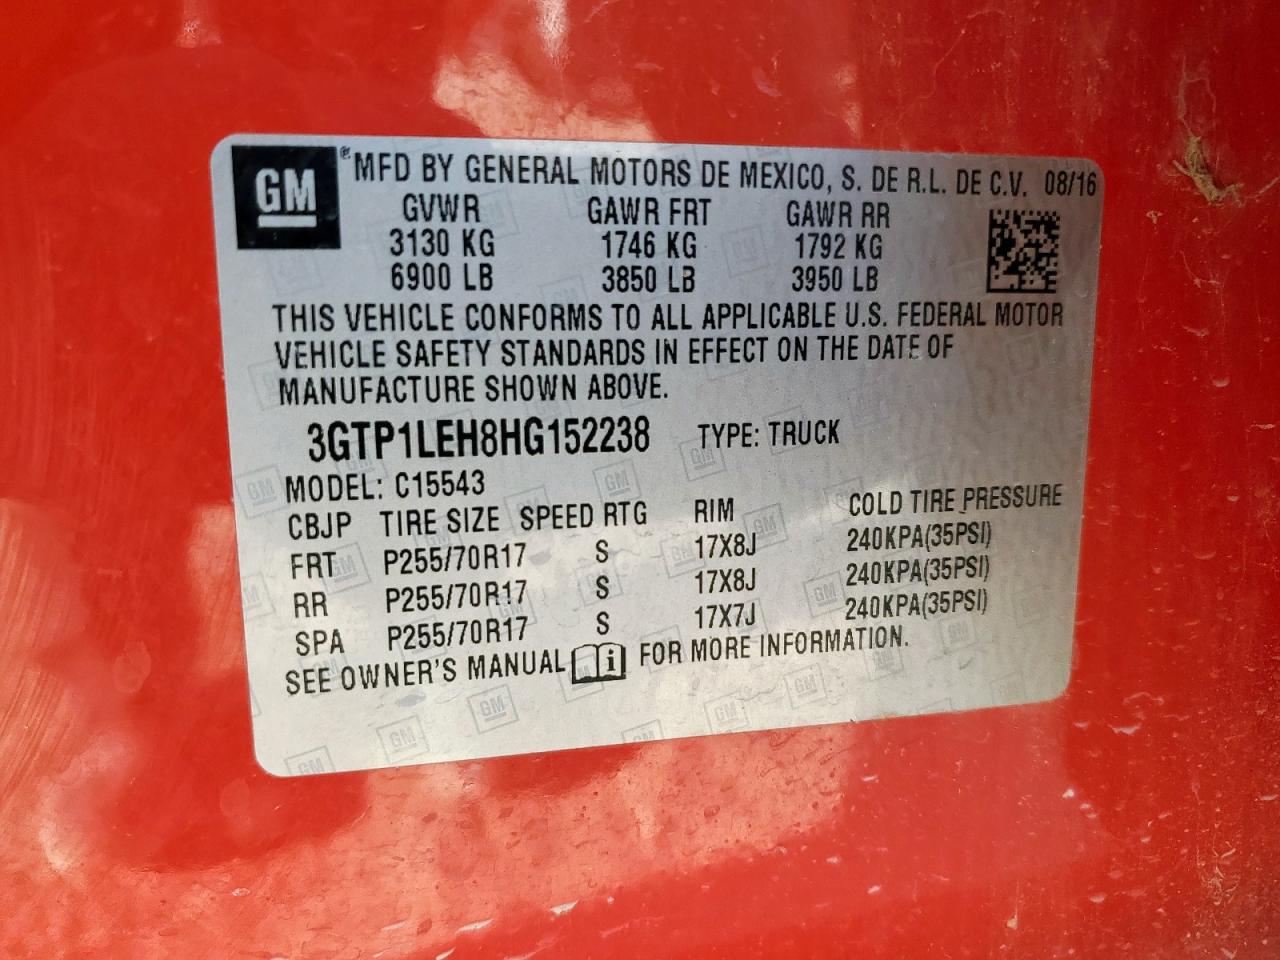 GM ® MFD BY GENERAL MOTORS DE MEXICO, S. DE R.L. DE C.V. 08/16
GVWR GAWR FRT GAWR RR
3130 KG 1746 KG 1792 KG
6900 LB 3850 LB 3950 LB
THIS VEHICLE CONFORMS TO ALL APPLICABLE U.S. FEDERAL MOTOR
VEHICLE SAFETY STANDARDS IN EFFECT ON THE DATE OF
MANUFACTURE SHOWN ABOVE.
3GTP1LEH8HG152238 TYPE: TRUCK
MODEL: C15543
CBJP TIRE SIZE SPEED RTG RIM COLD TIRE PRESSURE
FRT P255/70R17 S 17X8J 240KPA(35PSI)
RR P255/70R17 S 17X8J 240KPA(35PSI)
SPA P255/70R17 S 17X7J 240KPA(35PSI)
SEE OWNER'S MANUAL i FOR MORE INFORMATION.